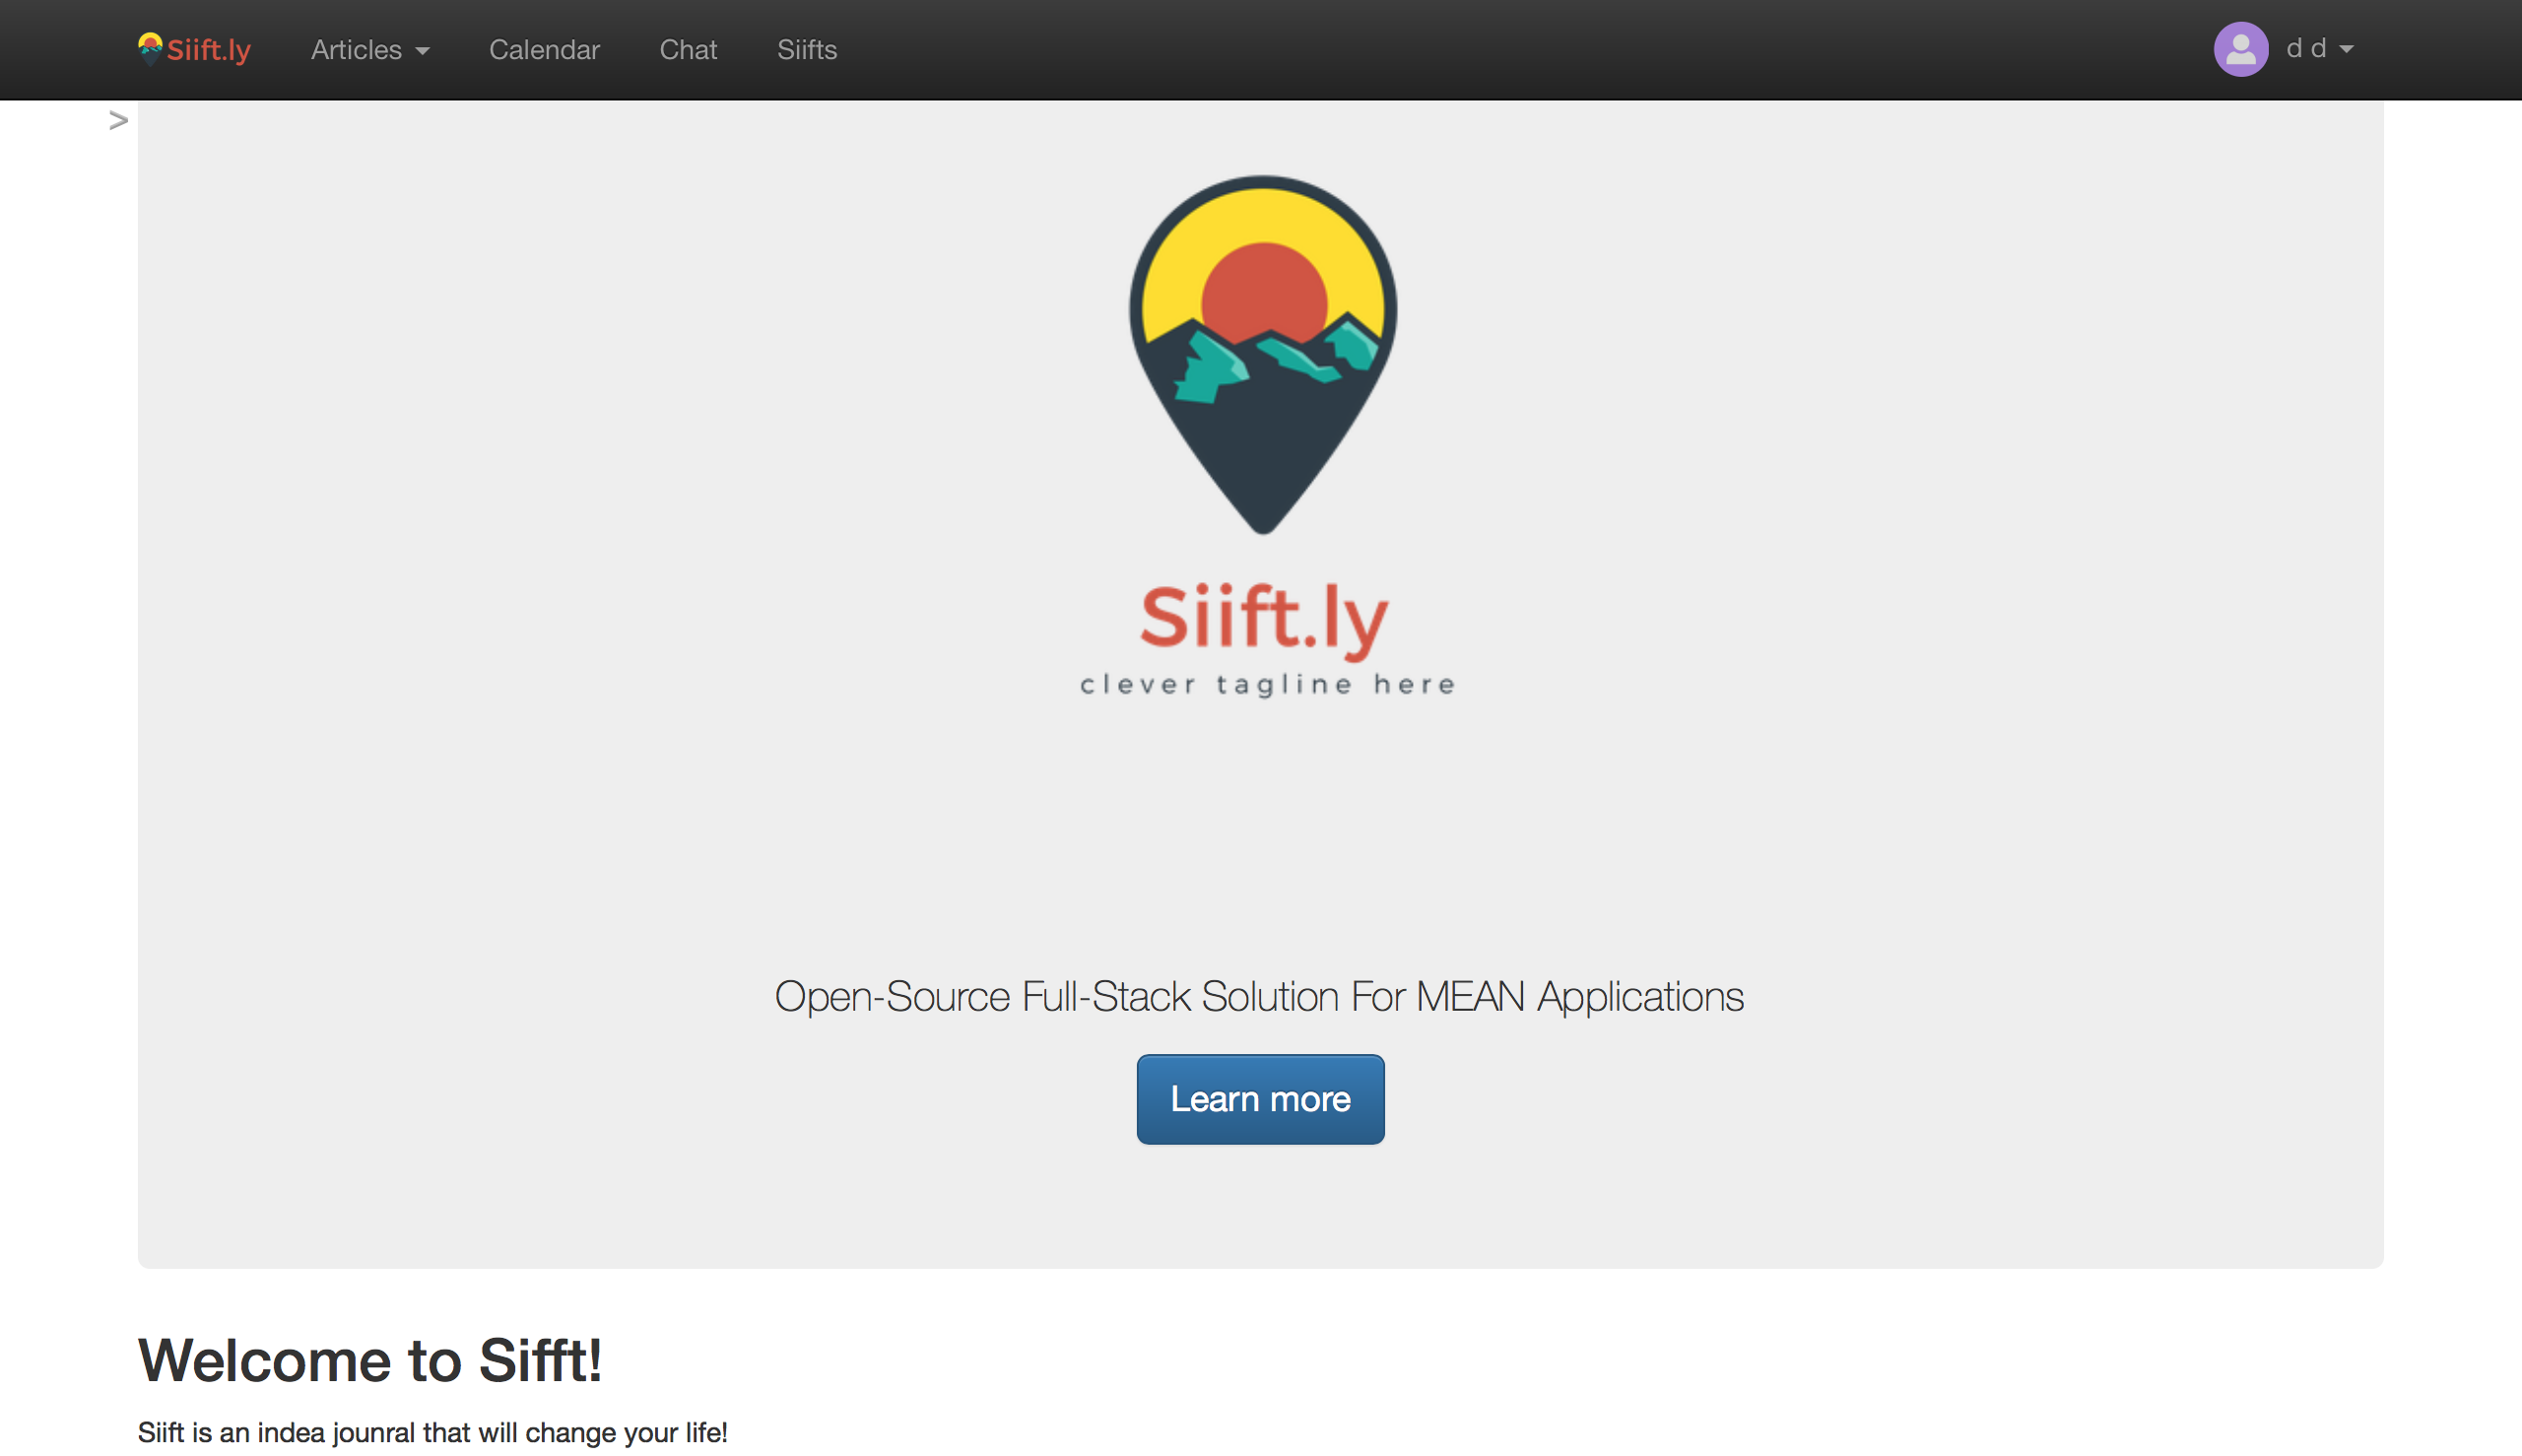 Siift.ly Articles Calendar Chat Siifts d d
>
Siift.ly
clever tagline here
Open-Source Full-Stack Solution For MEAN Applications
Learn more
Welcome to Sifft!
Siift is an indea jounral that will change your life!